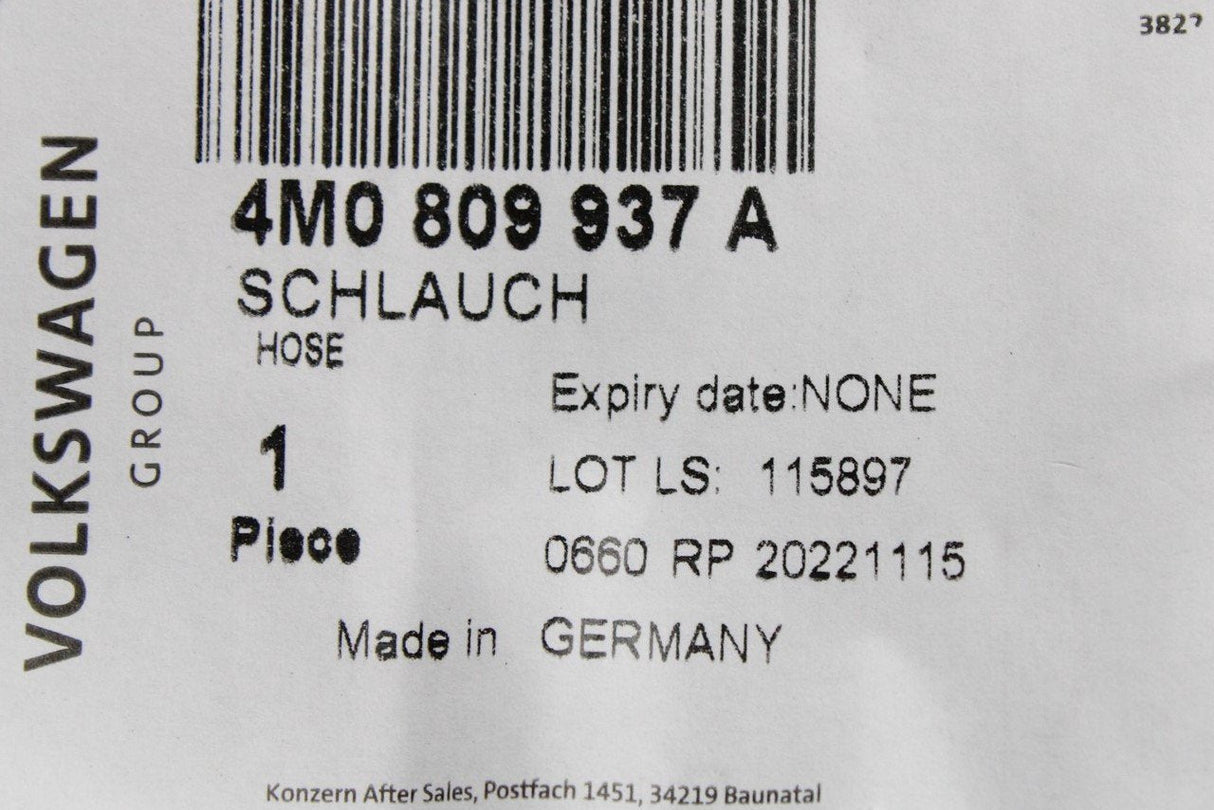 4M0 809 937 A
SCHLAUCH
HOSE
Expiry date:NONE
1
LOT LS: 115897
Piece
0660 RP 20221115
Made in GERMANY
VOLKSWAGEN
GROUP
Konzern After Sales, Postfach 1451, 34219 Baunatal